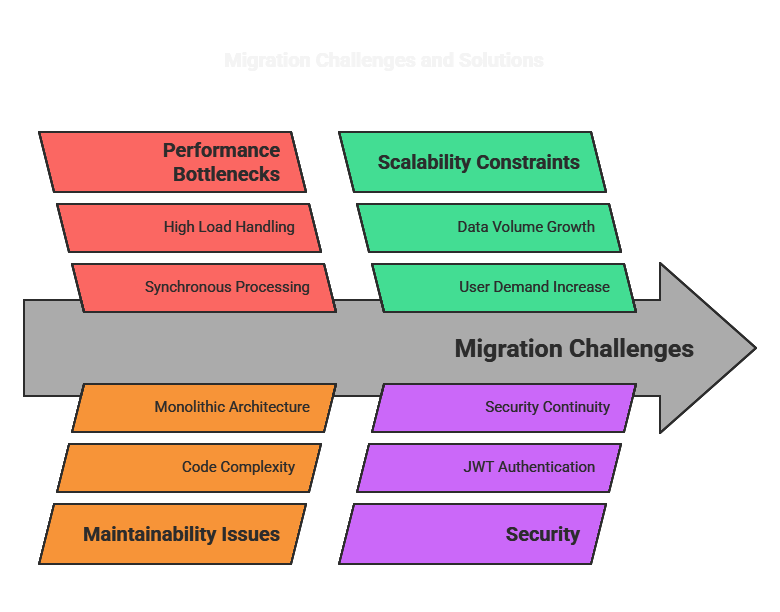 Migration Challenges and Solutions
Performance
Bottlenecks
High Load Handling
Synchronous Processing
Scalability Constraints
Data Volume Growth
User Demand Increase
Migration Challenges
Monolithic Architecture
Code Complexity
Maintainability Issues
Security Continuity
JWT Authentication
Security